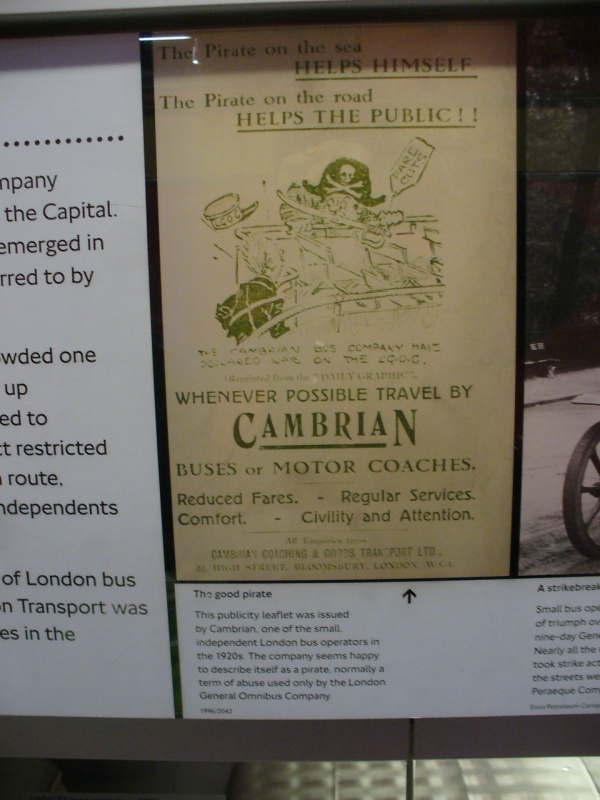 mpany
the Capital.
emerged in
rred to by
owded one
up
ed to
ct restricted
route,
ndependents
of London bus
on Transport was
es in the
The Pirate on the sea
HELPS HIMSELF.
The Pirate on the road
HELPS THE PUBLIC!!
FARE CUTS
L.G.O.C.
THE CAMBRIAN BUS COMPANY HAVE
DECLARED WAR ON THE L.G.O.C.
(Reprinted from the "DAILY GRAPHIC".)
WHENEVER POSSIBLE TRAVEL BY
CAMBRIAN
BUSES or MOTOR COACHES.
Reduced Fares. - Regular Services.
Comfort. - Civility and Attention.
All Enquiries to:—
CAMBRIAN COACHING & GOODS TRANSPORT LTD.,
HIGH STREET, BLOOMSBURY, LONDON, W.C.1.
The good pirate
This publicity leaflet was issued
by Cambrian, one of the small,
independent London bus operators in
the 1920s. The company seems happy
to describe itself as a pirate, normally a
term of abuse used only by the London
General Omnibus Company.
1996/2042
A strikebreak
Small bus ope
of triumph ov
nine-day Gene
Nearly all the
took strike act
the streets we
Peraeque Com
Esso Petroleum Comp